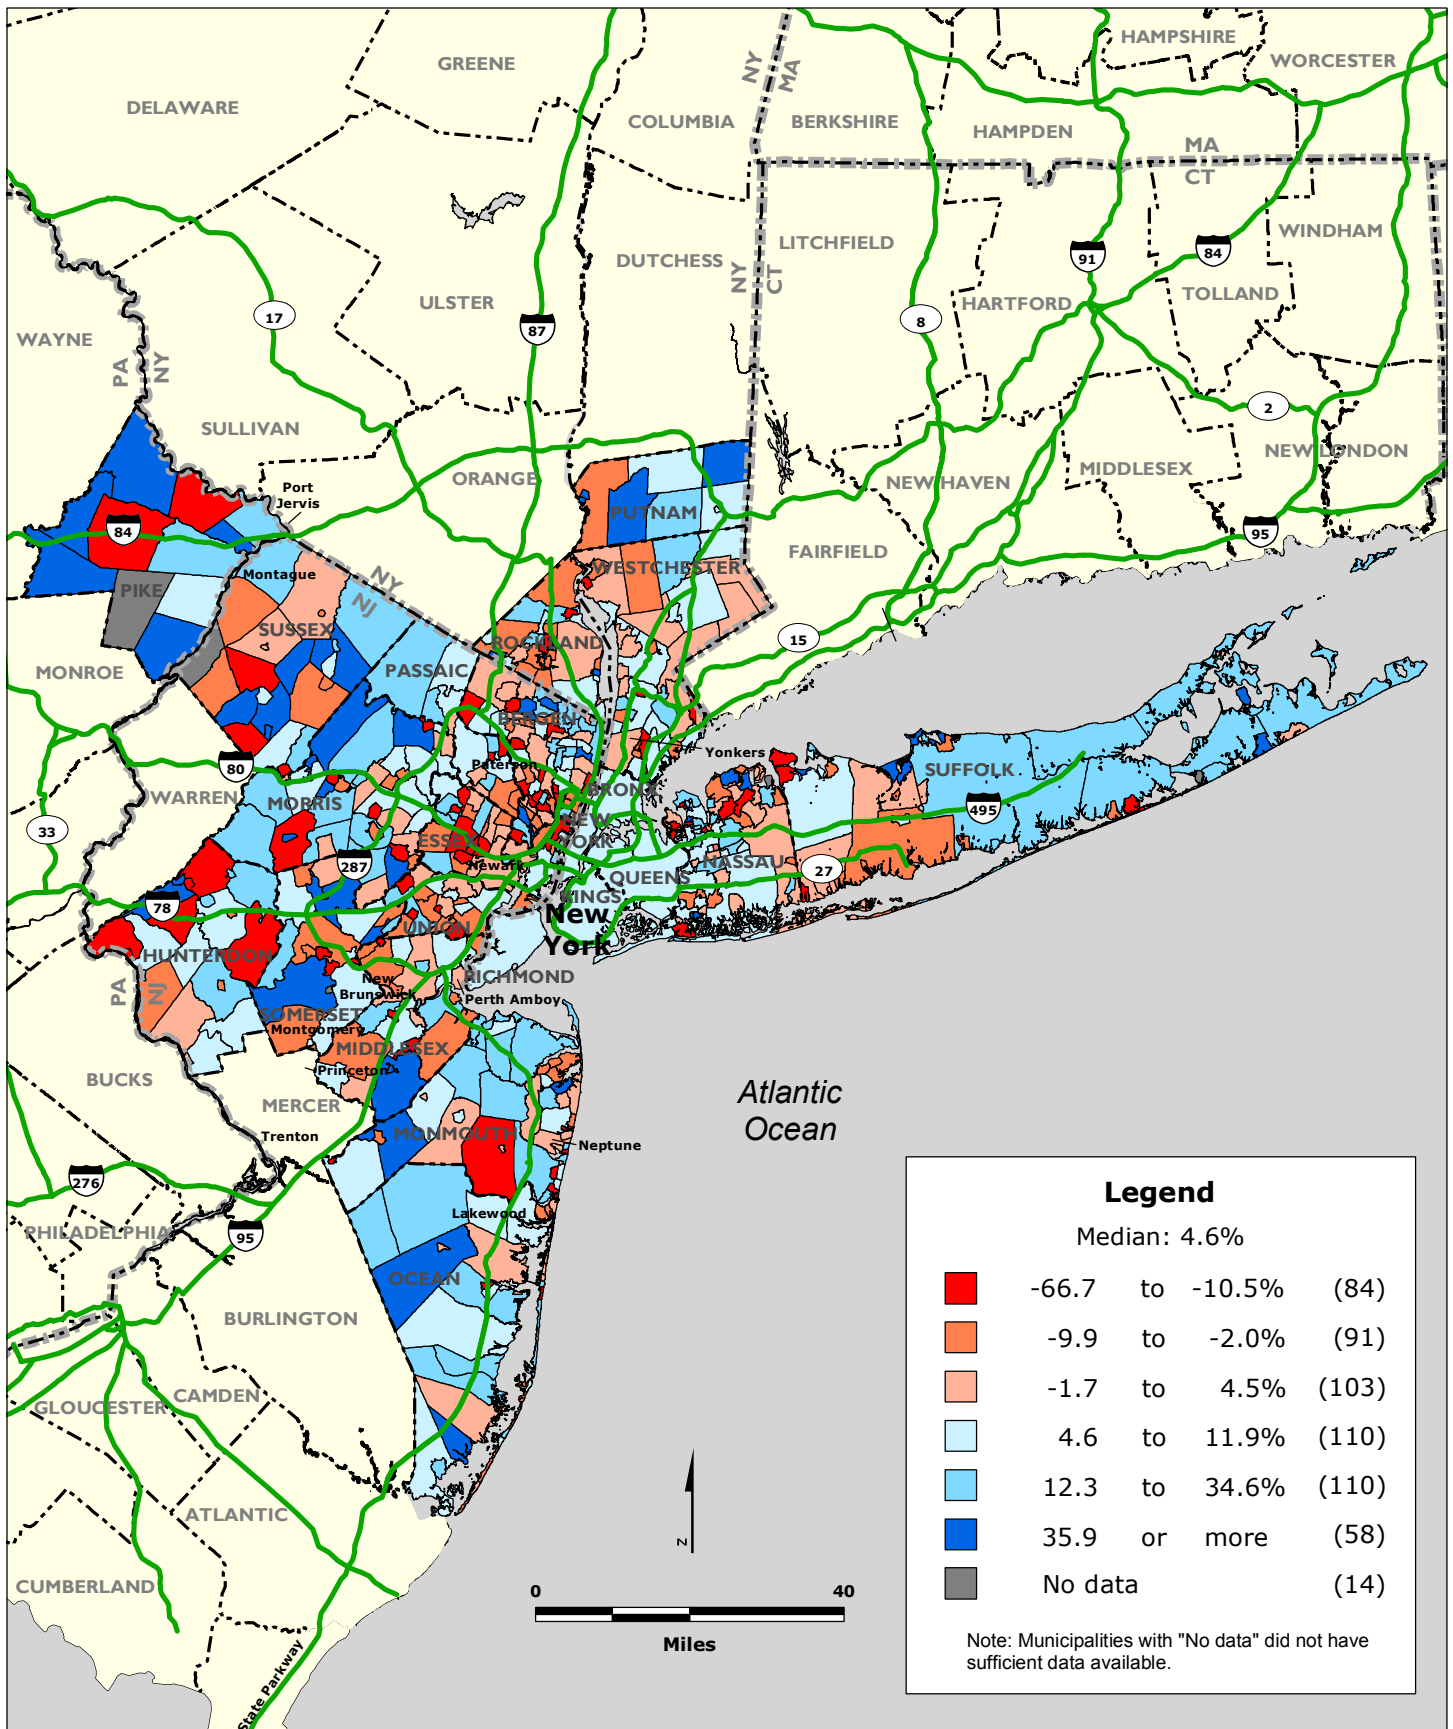 HAMPSHIRE
GREENE
WORCESTER
NY
MA
DELAWARE
COLUMBIA
BERKSHIRE
HAMPDEN
MA
CT
WINDHAM
LITCHFIELD
DUTCHESS
NY
CT
91
84
ULSTER
HARTFORD
TOLLAND
17
87
8
WAYNE
PA
NY
2
SULLIVAN
NEW LONDON
MIDDLESEX
ORANGE
NEW HAVEN
Port
Jervis
PUTNAM
84
95
FAIRFIELD
WESTCHESTER
Montague
NY
NJ
PIKE
SUSSEX
15
ROCKLAND
PASSAIC
MONROE
BERGEN
Yonkers
80
Paterson
SUFFOLK
BRONX
WARREN
MORRIS
495
NEW
YORK
33
ESSEX
287
Newark
NASSAU
27
QUEENS
78
KINGS
New
York
UNION
HUNTERDON
RICHMOND
PA
NJ
New
Brunswick
Perth Amboy
SOMERSET
Montgomery
MIDDLESEX
Princeton
BUCKS
Atlantic
Ocean
MERCER
Trenton
MONMOUTH
Neptune
276
Lakewood
PHILADELPHIA
95
OCEAN
BURLINGTON
CAMDEN
GLOUCESTER
ATLANTIC
CUMBERLAND
State Parkway
N
0 40
Miles
Legend
Median: 4.6%
-66.7 to -10.5% (84)
-9.9 to -2.0% (91)
-1.7 to 4.5% (103)
4.6 to 11.9% (110)
12.3 to 34.6% (110)
35.9 or more (58)
No data (14)
Note: Municipalities with "No data" did not have
sufficient data available.